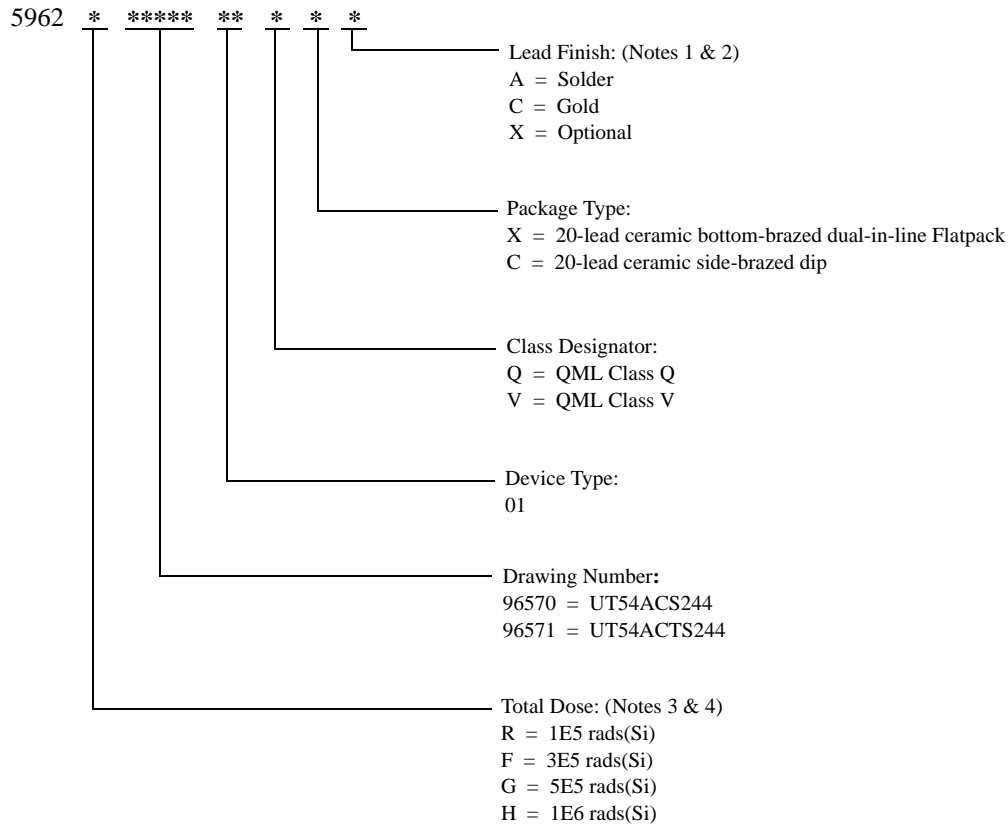 5962 * ***** ** * * *
Lead Finish: (Notes 1 & 2)
A = Solder
C = Gold
X = Optional
Package Type:
X = 20-lead ceramic bottom-brazed dual-in-line Flatpack
C = 20-lead ceramic side-brazed dip
Class Designator:
Q = QML Class Q
V = QML Class V
Device Type:
01
Drawing Number:
96570 = UT54ACS244
96571 = UT54ACTS244
Total Dose: (Notes 3 & 4)
R = 1E5 rads(Si)
F = 3E5 rads(Si)
G = 5E5 rads(Si)
H = 1E6 rads(Si)